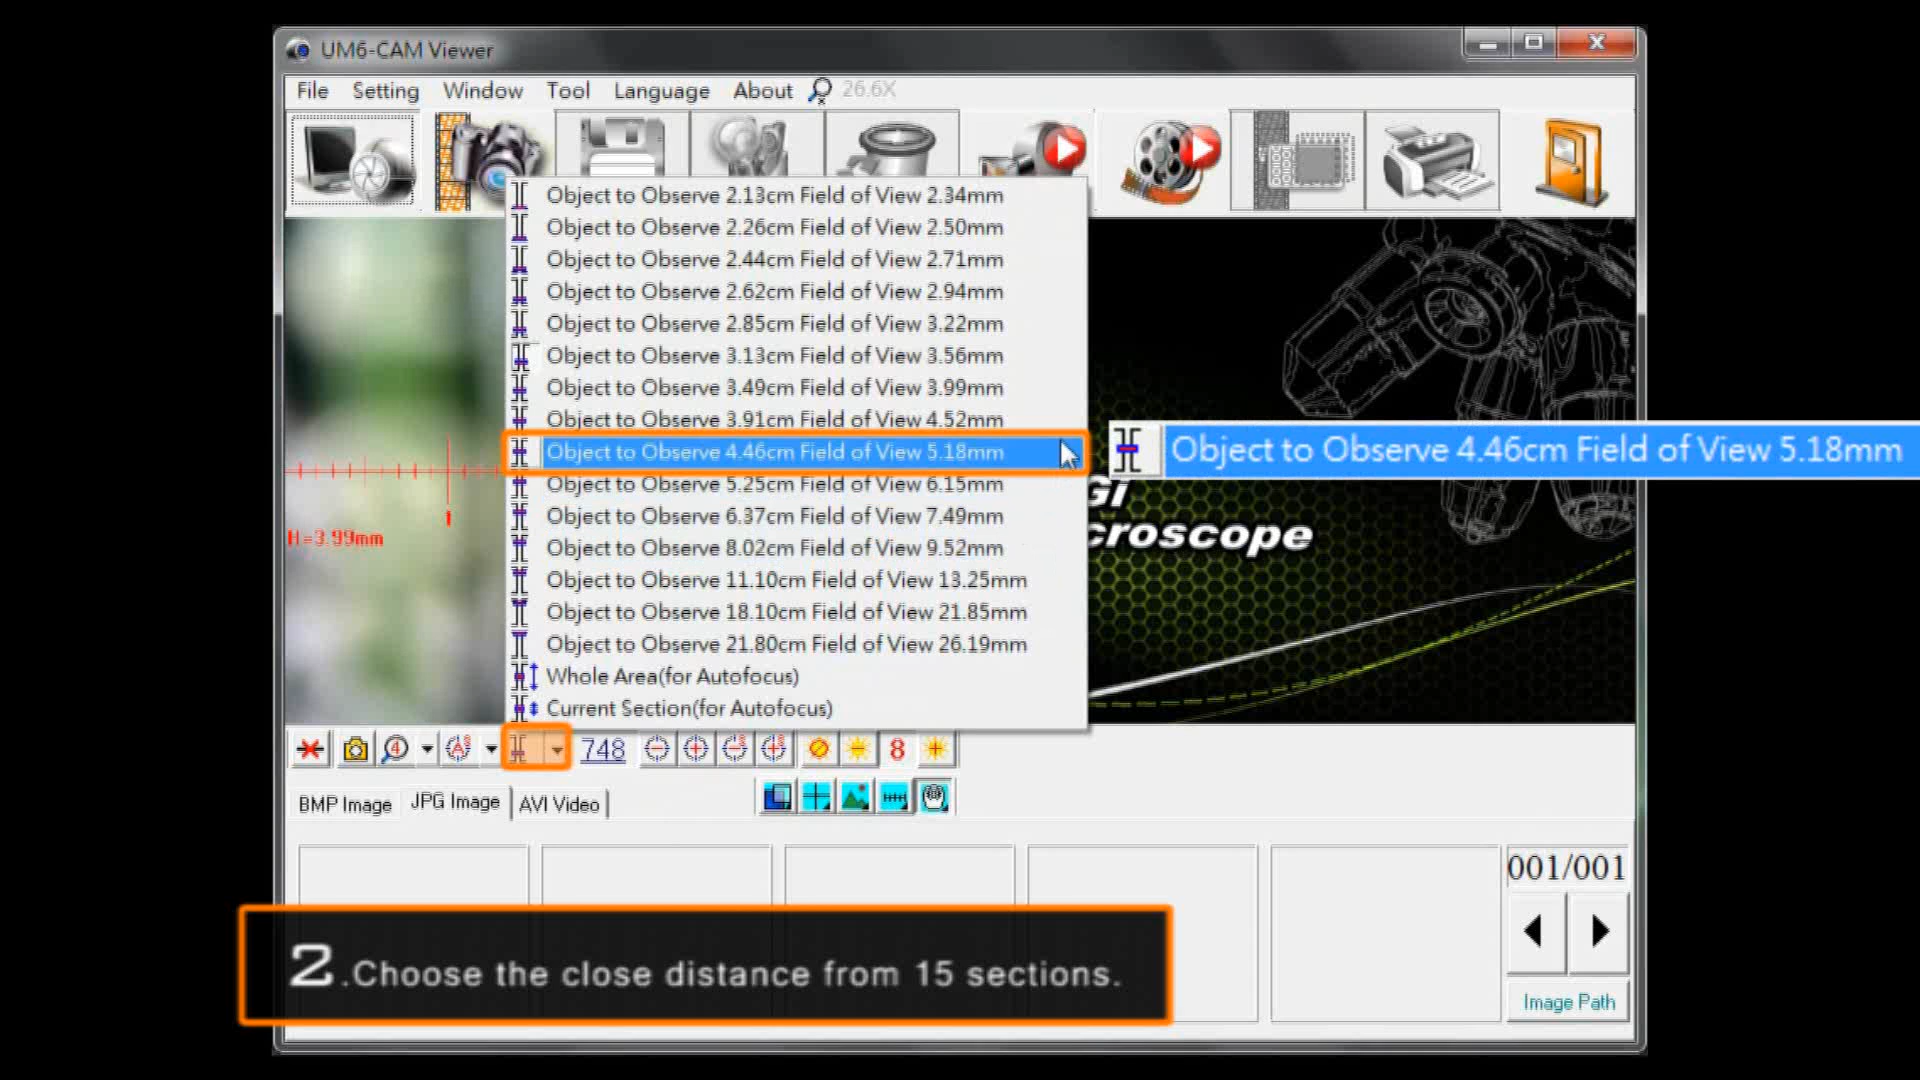 UM6-CAM Viewer
File Setting Window Tool Language About 26.6X
Object to Observe 2.13cm Field of View 2.34mm
Object to Observe 2.26cm Field of View 2.50mm
Object to Observe 2.44cm Field of View 2.71mm
Object to Observe 2.62cm Field of View 2.94mm
Object to Observe 2.85cm Field of View 3.22mm
Object to Observe 3.13cm Field of View 3.56mm
Object to Observe 3.49cm Field of View 3.99mm
Object to Observe 3.91cm Field of View 4.52mm
Object to Observe 4.46cm Field of View 5.18mm
Object to Observe 4.46cm Field of View 5.18mm
Object to Observe 5.25cm Field of View 6.15mm
Object to Observe 6.37cm Field of View 7.49mm
Object to Observe 8.02cm Field of View 9.52mm
Object to Observe 11.10cm Field of View 13.25mm
Object to Observe 18.10cm Field of View 21.85mm
Object to Observe 21.80cm Field of View 26.19mm
Whole Area(for Autofocus)
Current Section(for Autofocus)
H=3.99mm
Gi
croscope
4 A 748 8
BMP Image JPG Image AVI Video
001/001
Image Path
2.Choose the close distance from 15 sections.